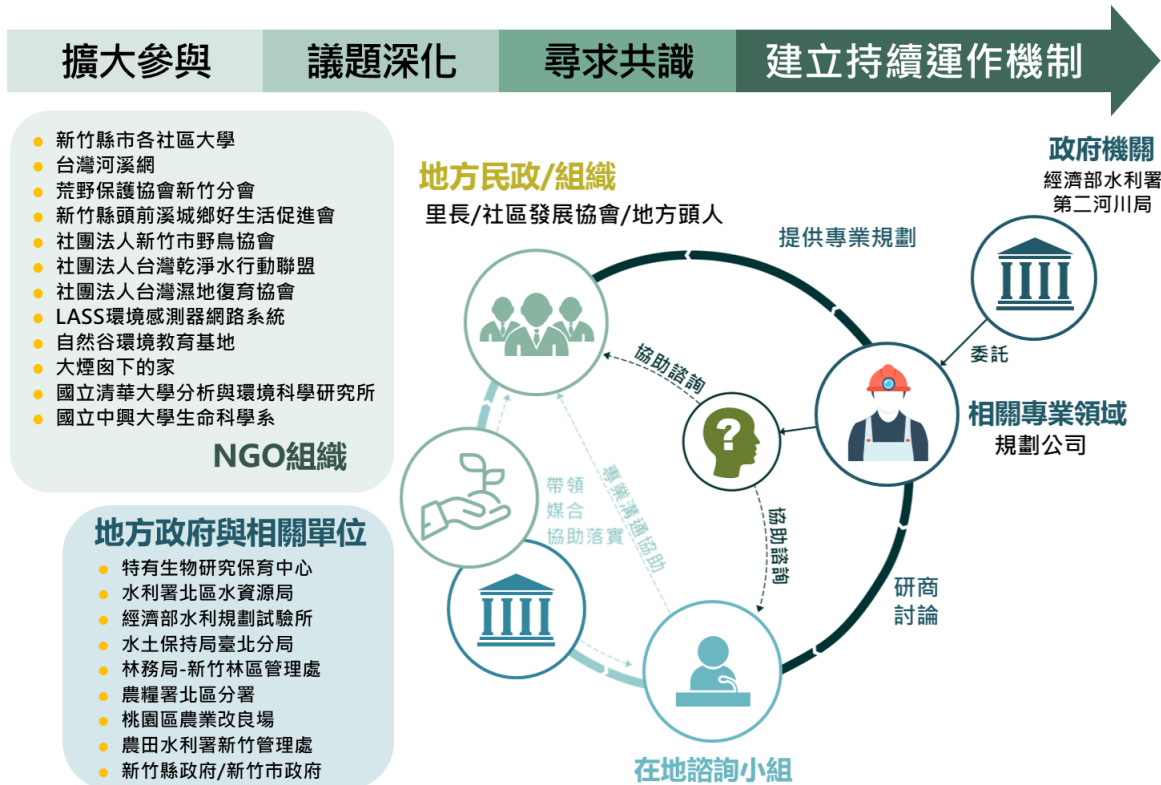 擴大參與
議題深化
尋求共識
建立持續運作機制
新竹縣市各社區大學
台灣河溪網
荒野保護協會新竹分會
新竹縣頭前溪城鄉好生活促進會
社團法人新竹市野鳥協會
社團法人台灣乾淨水行動聯盟
社團法人台灣濕地復育協會
LASS環境感測器網路系統
自然谷環境教育基地
大煙囪下的家
國立清華大學分析與環境科學研究所
國立中興大學生命科學系
NGO組織
地方政府與相關單位
特有生物研究保育中心
水利署北區水資源局
經濟部水利規劃試驗所
水土保持局臺北分局
林務局-新竹林區管理處
農糧署北區分署
桃園區農業改良場
農田水利署新竹管理處
新竹縣政府/新竹市政府
地方民政/組織
里長/社區發展協會/地方頭人
提供專業規劃
政府機關
經濟部水利署
第二河川局
委託
相關專業領域
規劃公司
協助諮詢
?
協助諮詢
帶領
媒合
協助落實
專業溝通協助
研商
討論
在地諮詢小組